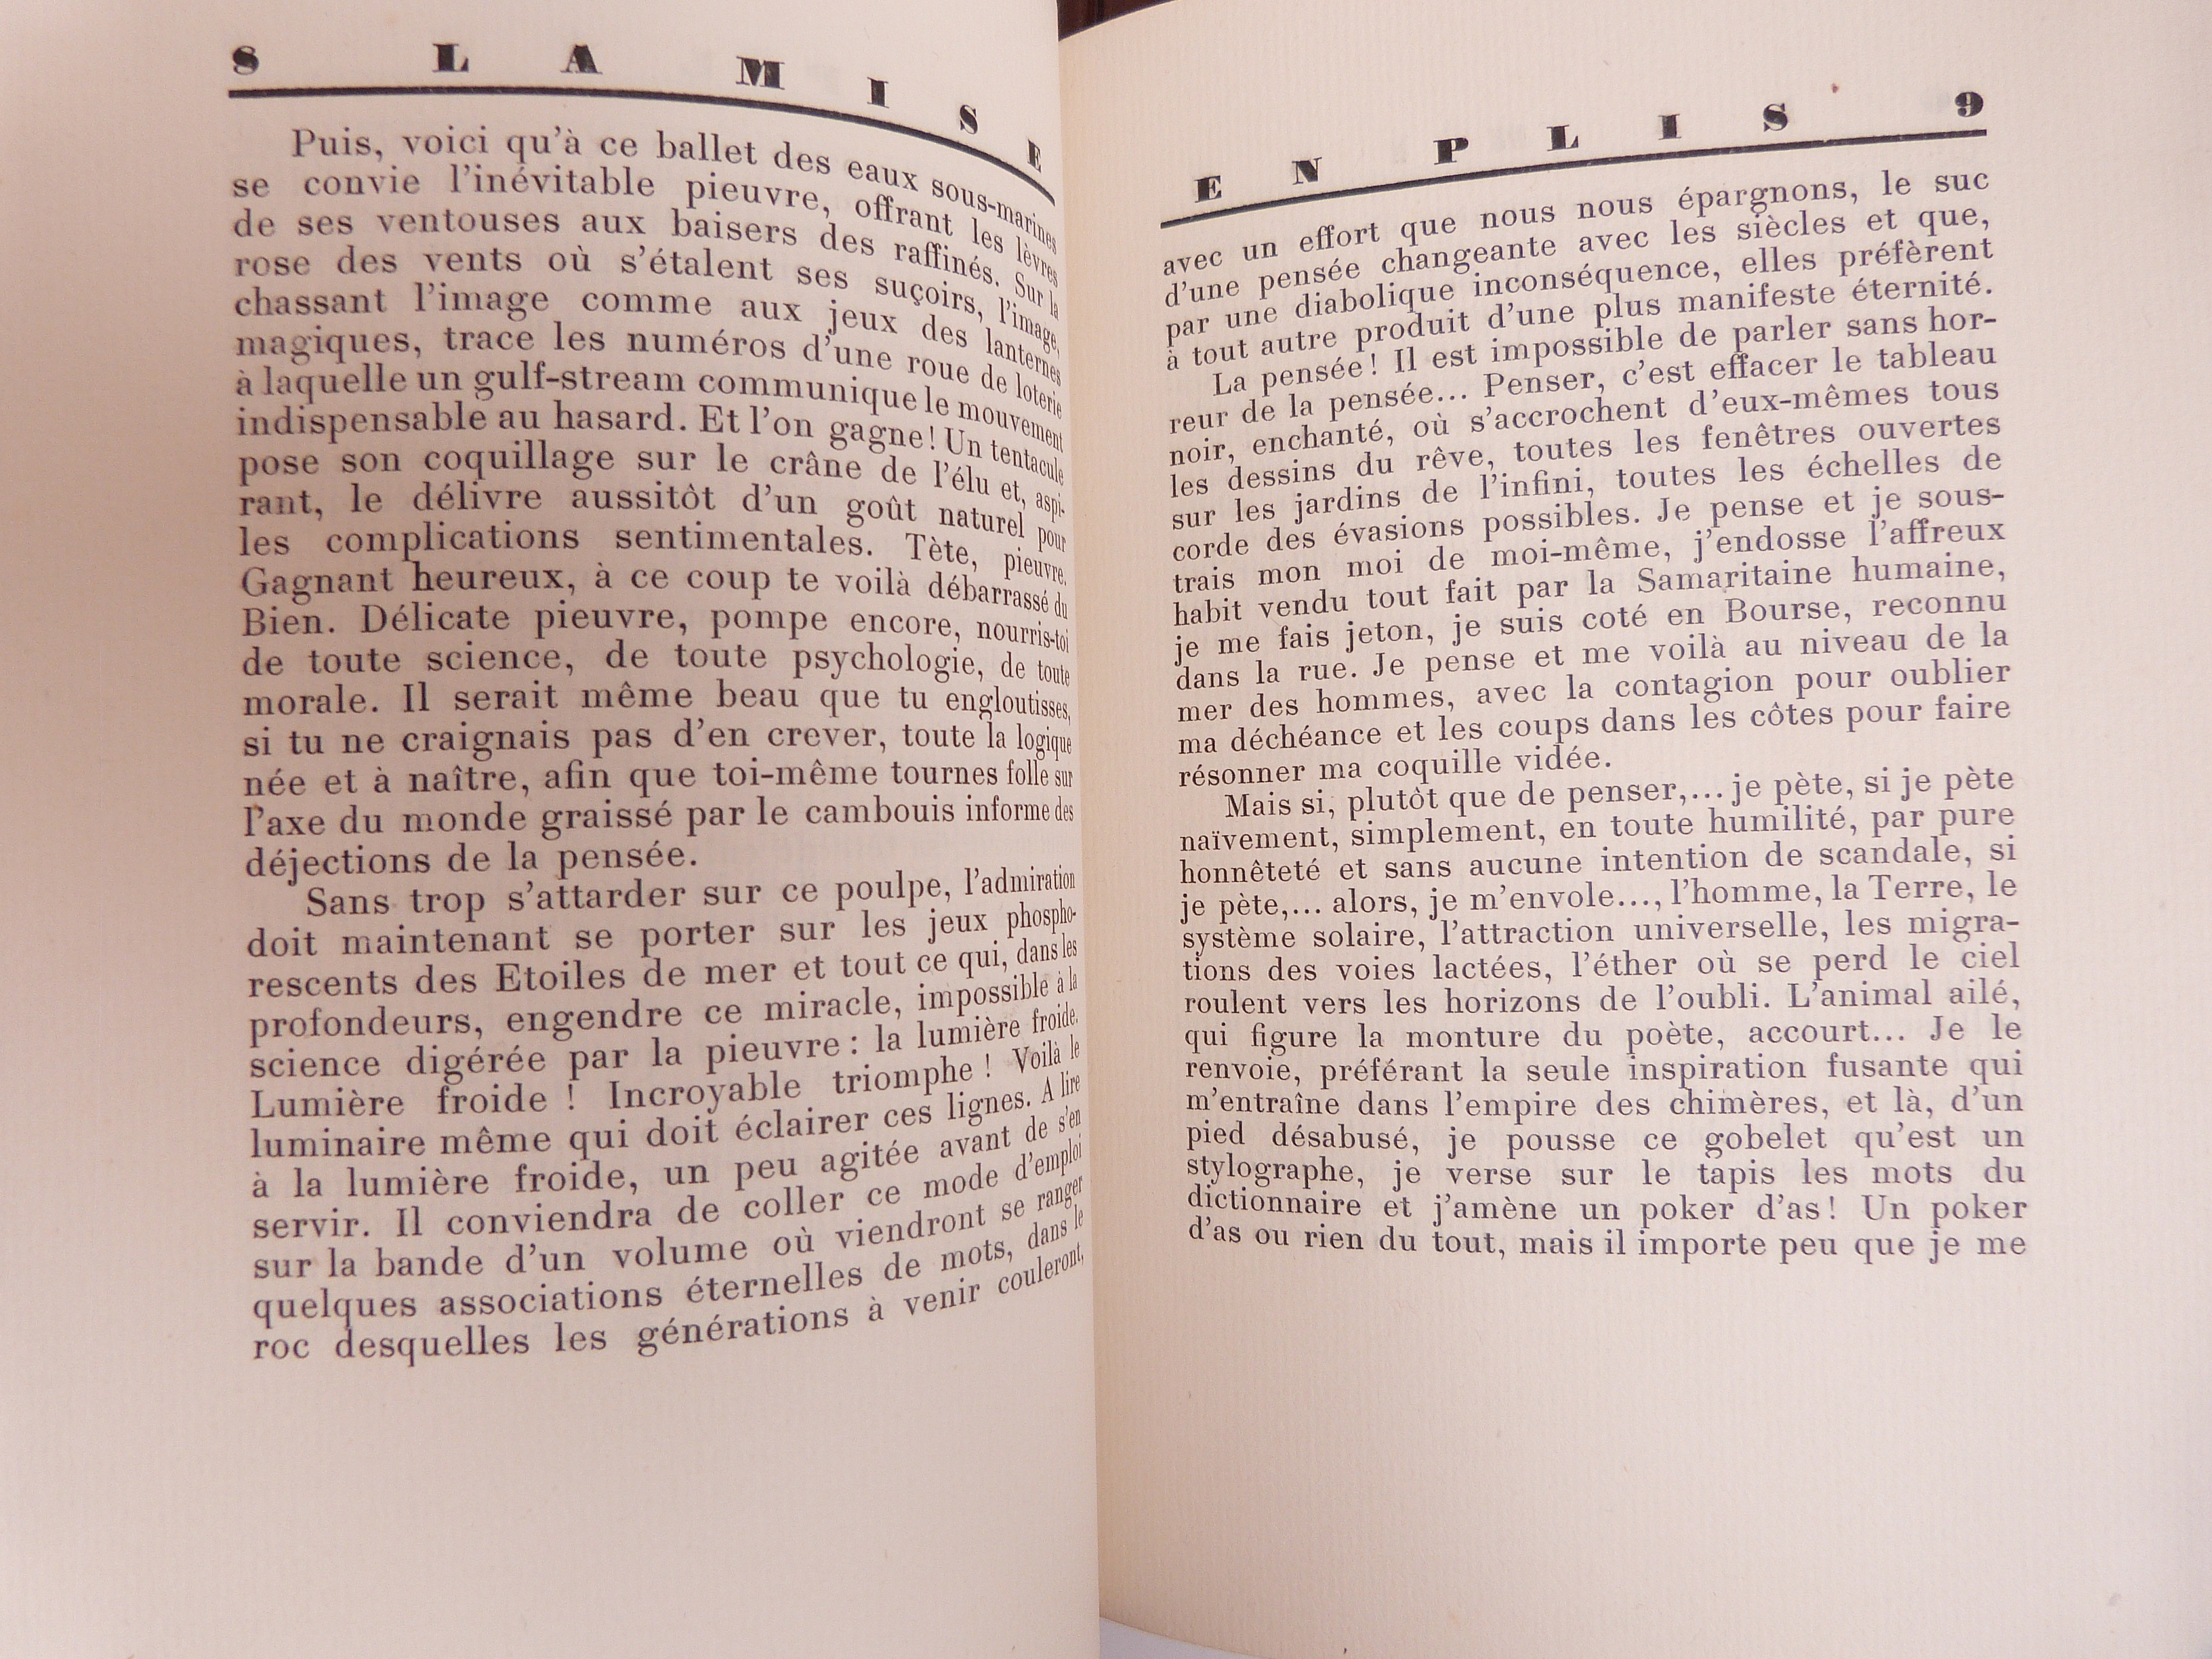 8 LA MISE
Puis, voici qu'à ce ballet des eaux sous-marines
se convie l'inévitable pieuvre, offrant les lèvres
de ses ventouses aux baisers des raffinés. Sur la
rose des vents où s'étalent ses suçoirs, l'image,
chassant l'image comme aux jeux des lanternes
magiques, trace les numéros d'une roue de loterie
à laquelle un gulf-stream communique le mouvement
indispensable au hasard. Et l'on gagne! Un tentacule
pose son coquillage sur le crâne de l'élu et, aspi-
rant, le délivre aussitôt d'un goût naturel pour
les complications sentimentales. Tète, pieuvre.
Gagnant heureux, à ce coup te voilà débarrassé du
Bien. Délicate pieuvre, pompe encore, nourris-toi
de toute science, de toute psychologie, de toute
morale. Il serait même beau que tu engloutisses,
si tu ne craignais pas d'en crever, toute la logique
née et à naître, afin que toi-même tournes folle sur
l'axe du monde graissé par le cambouis informe des
déjections de la pensée.
Sans trop s'attarder sur ce poulpe, l'admiration
doit maintenant se porter sur les jeux phospho-
rescents des Etoiles de mer et tout ce qui, dans les
profondeurs, engendre ce miracle, impossible à la
science digérée par la pieuvre : la lumière froide.
Lumière froide ! Incroyable triomphe ! Voilà le
luminaire même qui doit éclairer ces lignes. A lire
à la lumière froide, un peu agitée avant de s'en
servir. Il conviendra de coller ce mode d'emploi
sur la bande d'un volume où viendront se ranger
quelques associations éternelles de mots, dans le
roc desquelles les générations à venir couleront,
EN PLIS 9
avec un effort que nous nous épargnons, le suc
d'une pensée changeante avec les siècles et que,
par une diabolique inconséquence, elles préfèrent
à tout autre produit d'une plus manifeste éternité.
La pensée! Il est impossible de parler sans hor-
reur de la pensée... Penser, c'est effacer le tableau
noir, enchanté, où s'accrochent d'eux-mêmes tous
les dessins du rêve, toutes les fenêtres ouvertes
sur les jardins de l'infini, toutes les échelles de
corde des évasions possibles. Je pense et je sous-
trais mon moi de moi-même, j'endosse l'affreux
habit vendu tout fait par la Samaritaine humaine,
je me fais jeton, je suis coté en Bourse, reconnu
dans la rue. Je pense et me voilà au niveau de la
mer des hommes, avec la contagion pour oublier
ma déchéance et les coups dans les côtes pour faire
résonner ma coquille vidée.
Mais si, plutôt que de penser,... je pète, si je pète
naïvement, simplement, en toute humilité, par pure
honnêteté et sans aucune intention de scandale, si
je pète,... alors, je m'envole..., l'homme, la Terre, le
système solaire, l'attraction universelle, les migra-
tions des voies lactées, l'éther où se perd le ciel
roulent vers les horizons de l'oubli. L'animal ailé,
qui figure la monture du poète, accourt... Je le
renvoie, préférant la seule inspiration fusante qui
m'entraîne dans l'empire des chimères, et là, d'un
pied désabusé, je pousse ce gobelet qu'est un
stylographe, je verse sur le tapis les mots du
dictionnaire et j'amène un poker d'as! Un poker
d'as ou rien du tout, mais il importe peu que je me